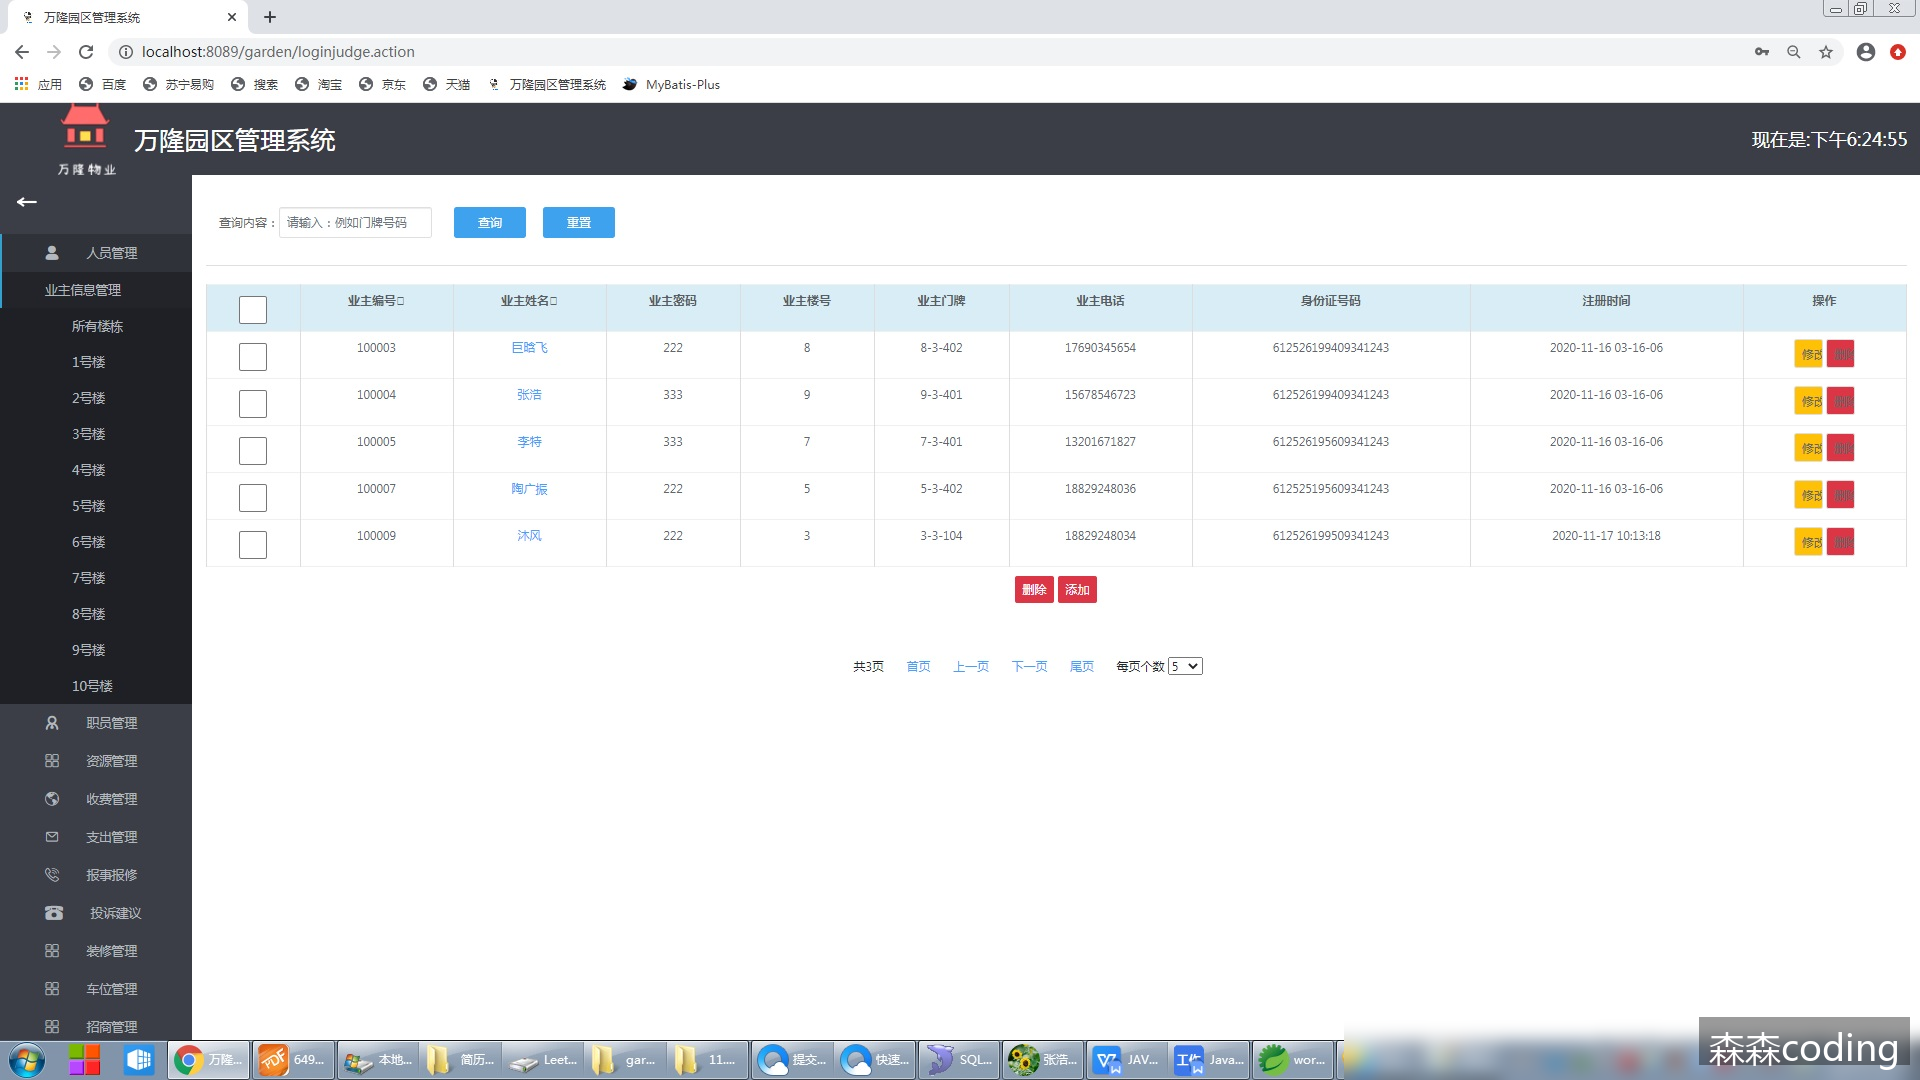 万隆园区管理系统
localhost:8089/garden/loginjudge.action
应用 百度 苏宁易购 搜索 淘宝 京东 天猫 万隆园区管理系统 MyBatis-Plus
万隆物业
万隆园区管理系统
现在是:下午6:24:55
人员管理
业主信息管理
所有楼栋
1号楼
2号楼
3号楼
4号楼
5号楼
6号楼
7号楼
8号楼
9号楼
10号楼
职员管理
资源管理
收费管理
支出管理
报事报修
投诉建议
装修管理
车位管理
招商管理
查询内容： 请输入：例如门牌号码 查询 重置
业主编号 业主姓名 业主密码 业主楼号 业主门牌 业主电话 身份证号码 注册时间 操作
100003 巨晗飞 222 8 8-3-402 17690345654 612526199409341243 2020-11-16 03-16-06 修改
100004 张浩 333 9 9-3-401 15678546723 612526199409341243 2020-11-16 03-16-06 修改
100005 李特 333 7 7-3-401 13201671827 612526195609341243 2020-11-16 03-16-06 修改
100007 陶广振 222 5 5-3-402 18829248036 612525195609341243 2020-11-16 03-16-06 修改
100009 沐风 222 3 3-3-104 18829248034 612526199509341243 2020-11-17 10:13:18 修改
删除 添加
共3页 首页 上一页 下一页 尾页 每页个数 5
万隆... 649... 本地... 简历... Leet... gar... 11.... 提交... 快速... SQL... 张浩... JAV... Java... wor...
森森coding